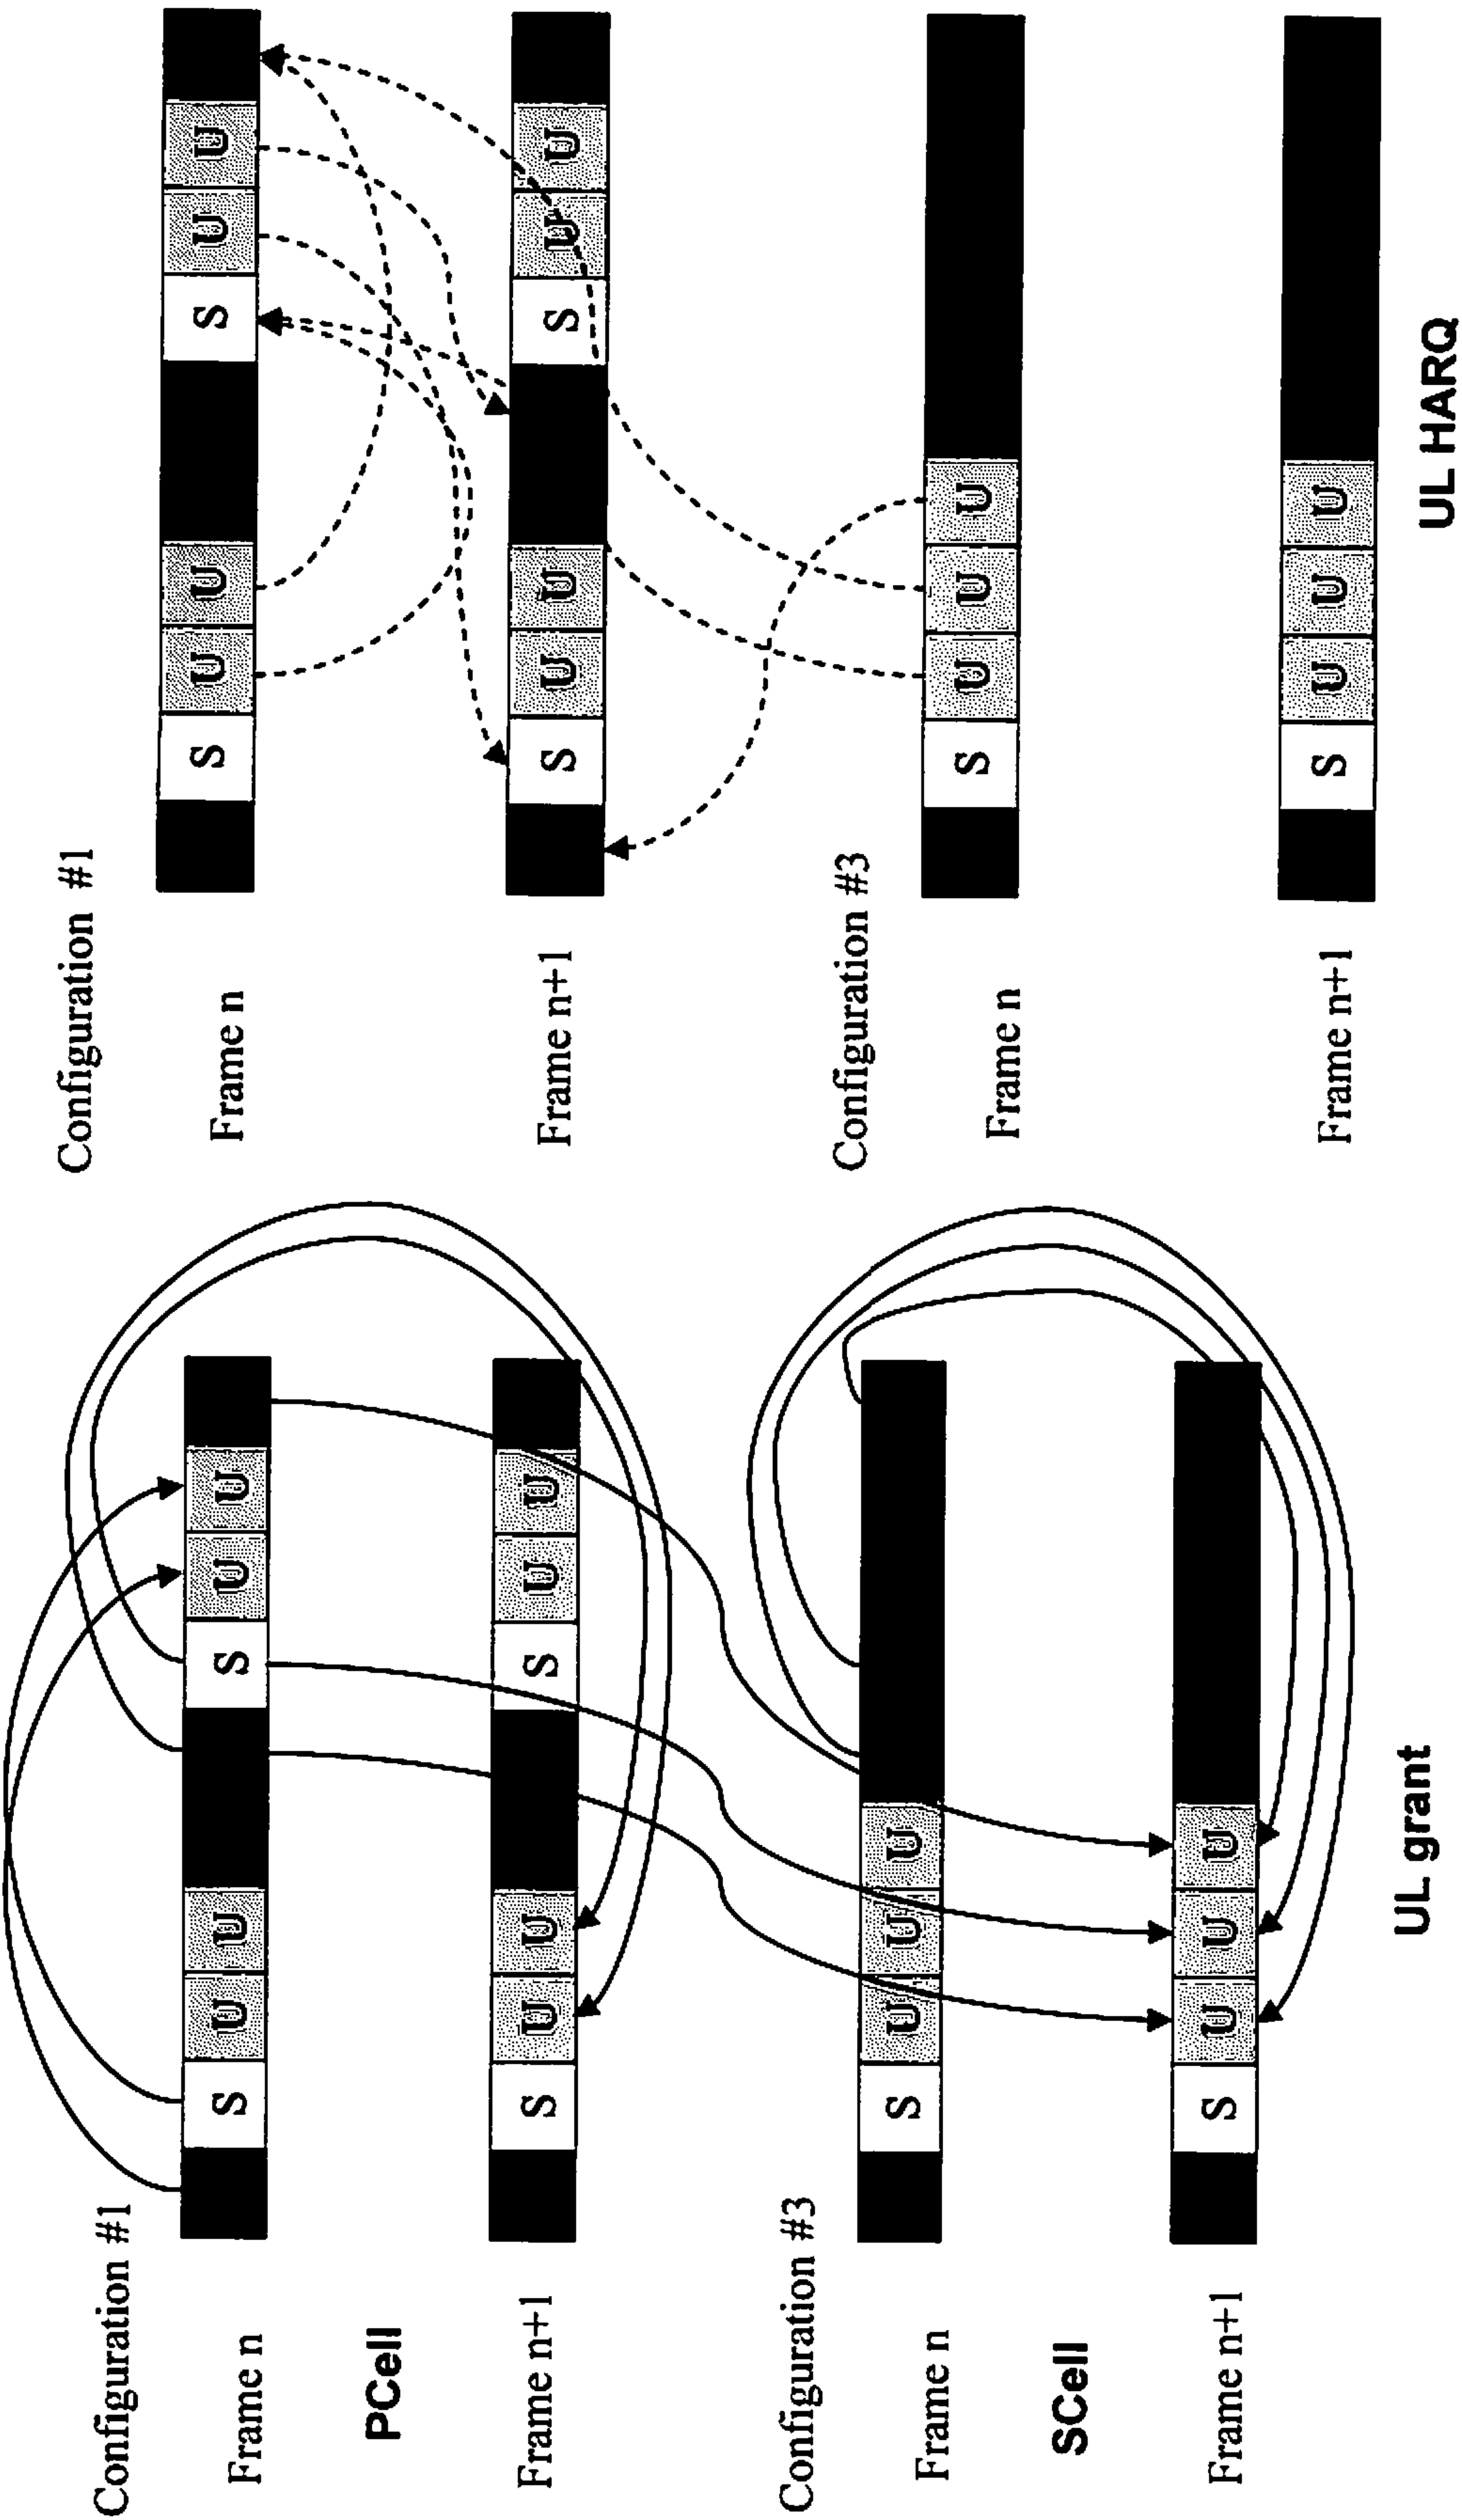 Configuration #1
Frame n S U U S U U
PCell
Frame n+1 S U U S U U
Configuration #3
Frame n S U U U
SCell
Frame n+1 S U U U
UL grant
Configuration #1
Frame n S U U S U U
Frame n+1 S U U S U U
Configuration #3
Frame n S U U U
Frame n+1 S U U U
UL HARQ